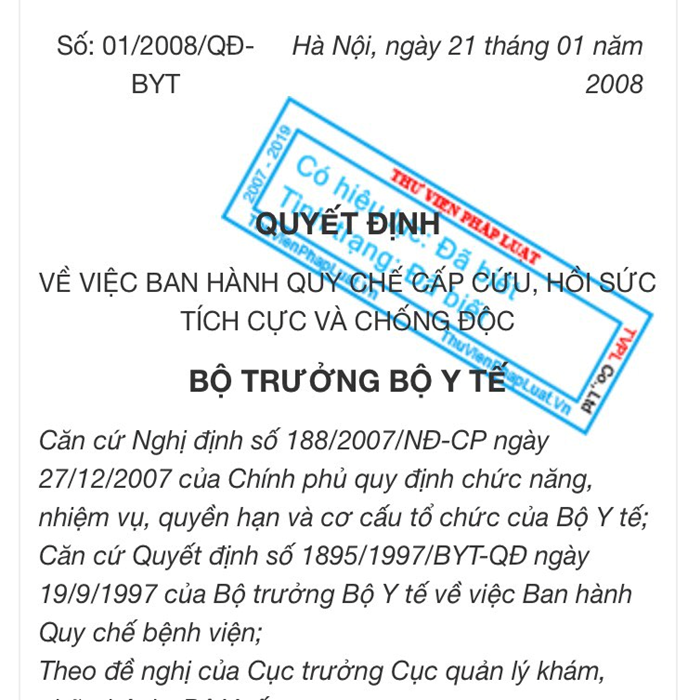 Số: 01/2008/QĐ-
BYT
Hà Nội, ngày 21 tháng 01 năm
2008
2007 - 2019
THƯ VIỆN PHÁP LUẬT
Có hiệu lực: Đã biết
Tình trạng: Đã biết
ThuVienPhapLuat.vn
ThuVienPhapLuat.Vn
TVPL Co.,Ltd
QUYẾT ĐỊNH
VỀ VIỆC BAN HÀNH QUY CHẾ CẤP CỨU, HỒI SỨC
TÍCH CỰC VÀ CHỐNG ĐỘC
BỘ TRƯỞNG BỘ Y TẾ
Căn cứ Nghị định số 188/2007/NĐ-CP ngày
27/12/2007 của Chính phủ quy định chức năng,
nhiệm vụ, quyền hạn và cơ cấu tổ chức của Bộ Y tế;
Căn cứ Quyết định số 1895/1997/BYT-QĐ ngày
19/9/1997 của Bộ trưởng Bộ Y tế về việc Ban hành
Quy chế bệnh viện;
Theo đề nghị của Cục trưởng Cục quản lý khám,